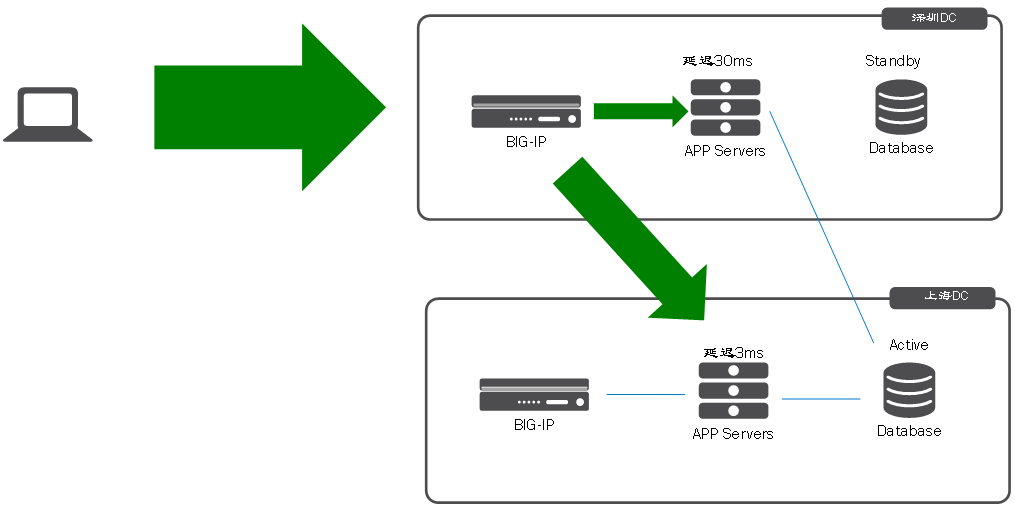 深圳DC
延迟30ms
Standby
BIG-IP
APP Servers
Database
上海DC
Active
延迟3ms
BIG-IP
APP Servers
Database